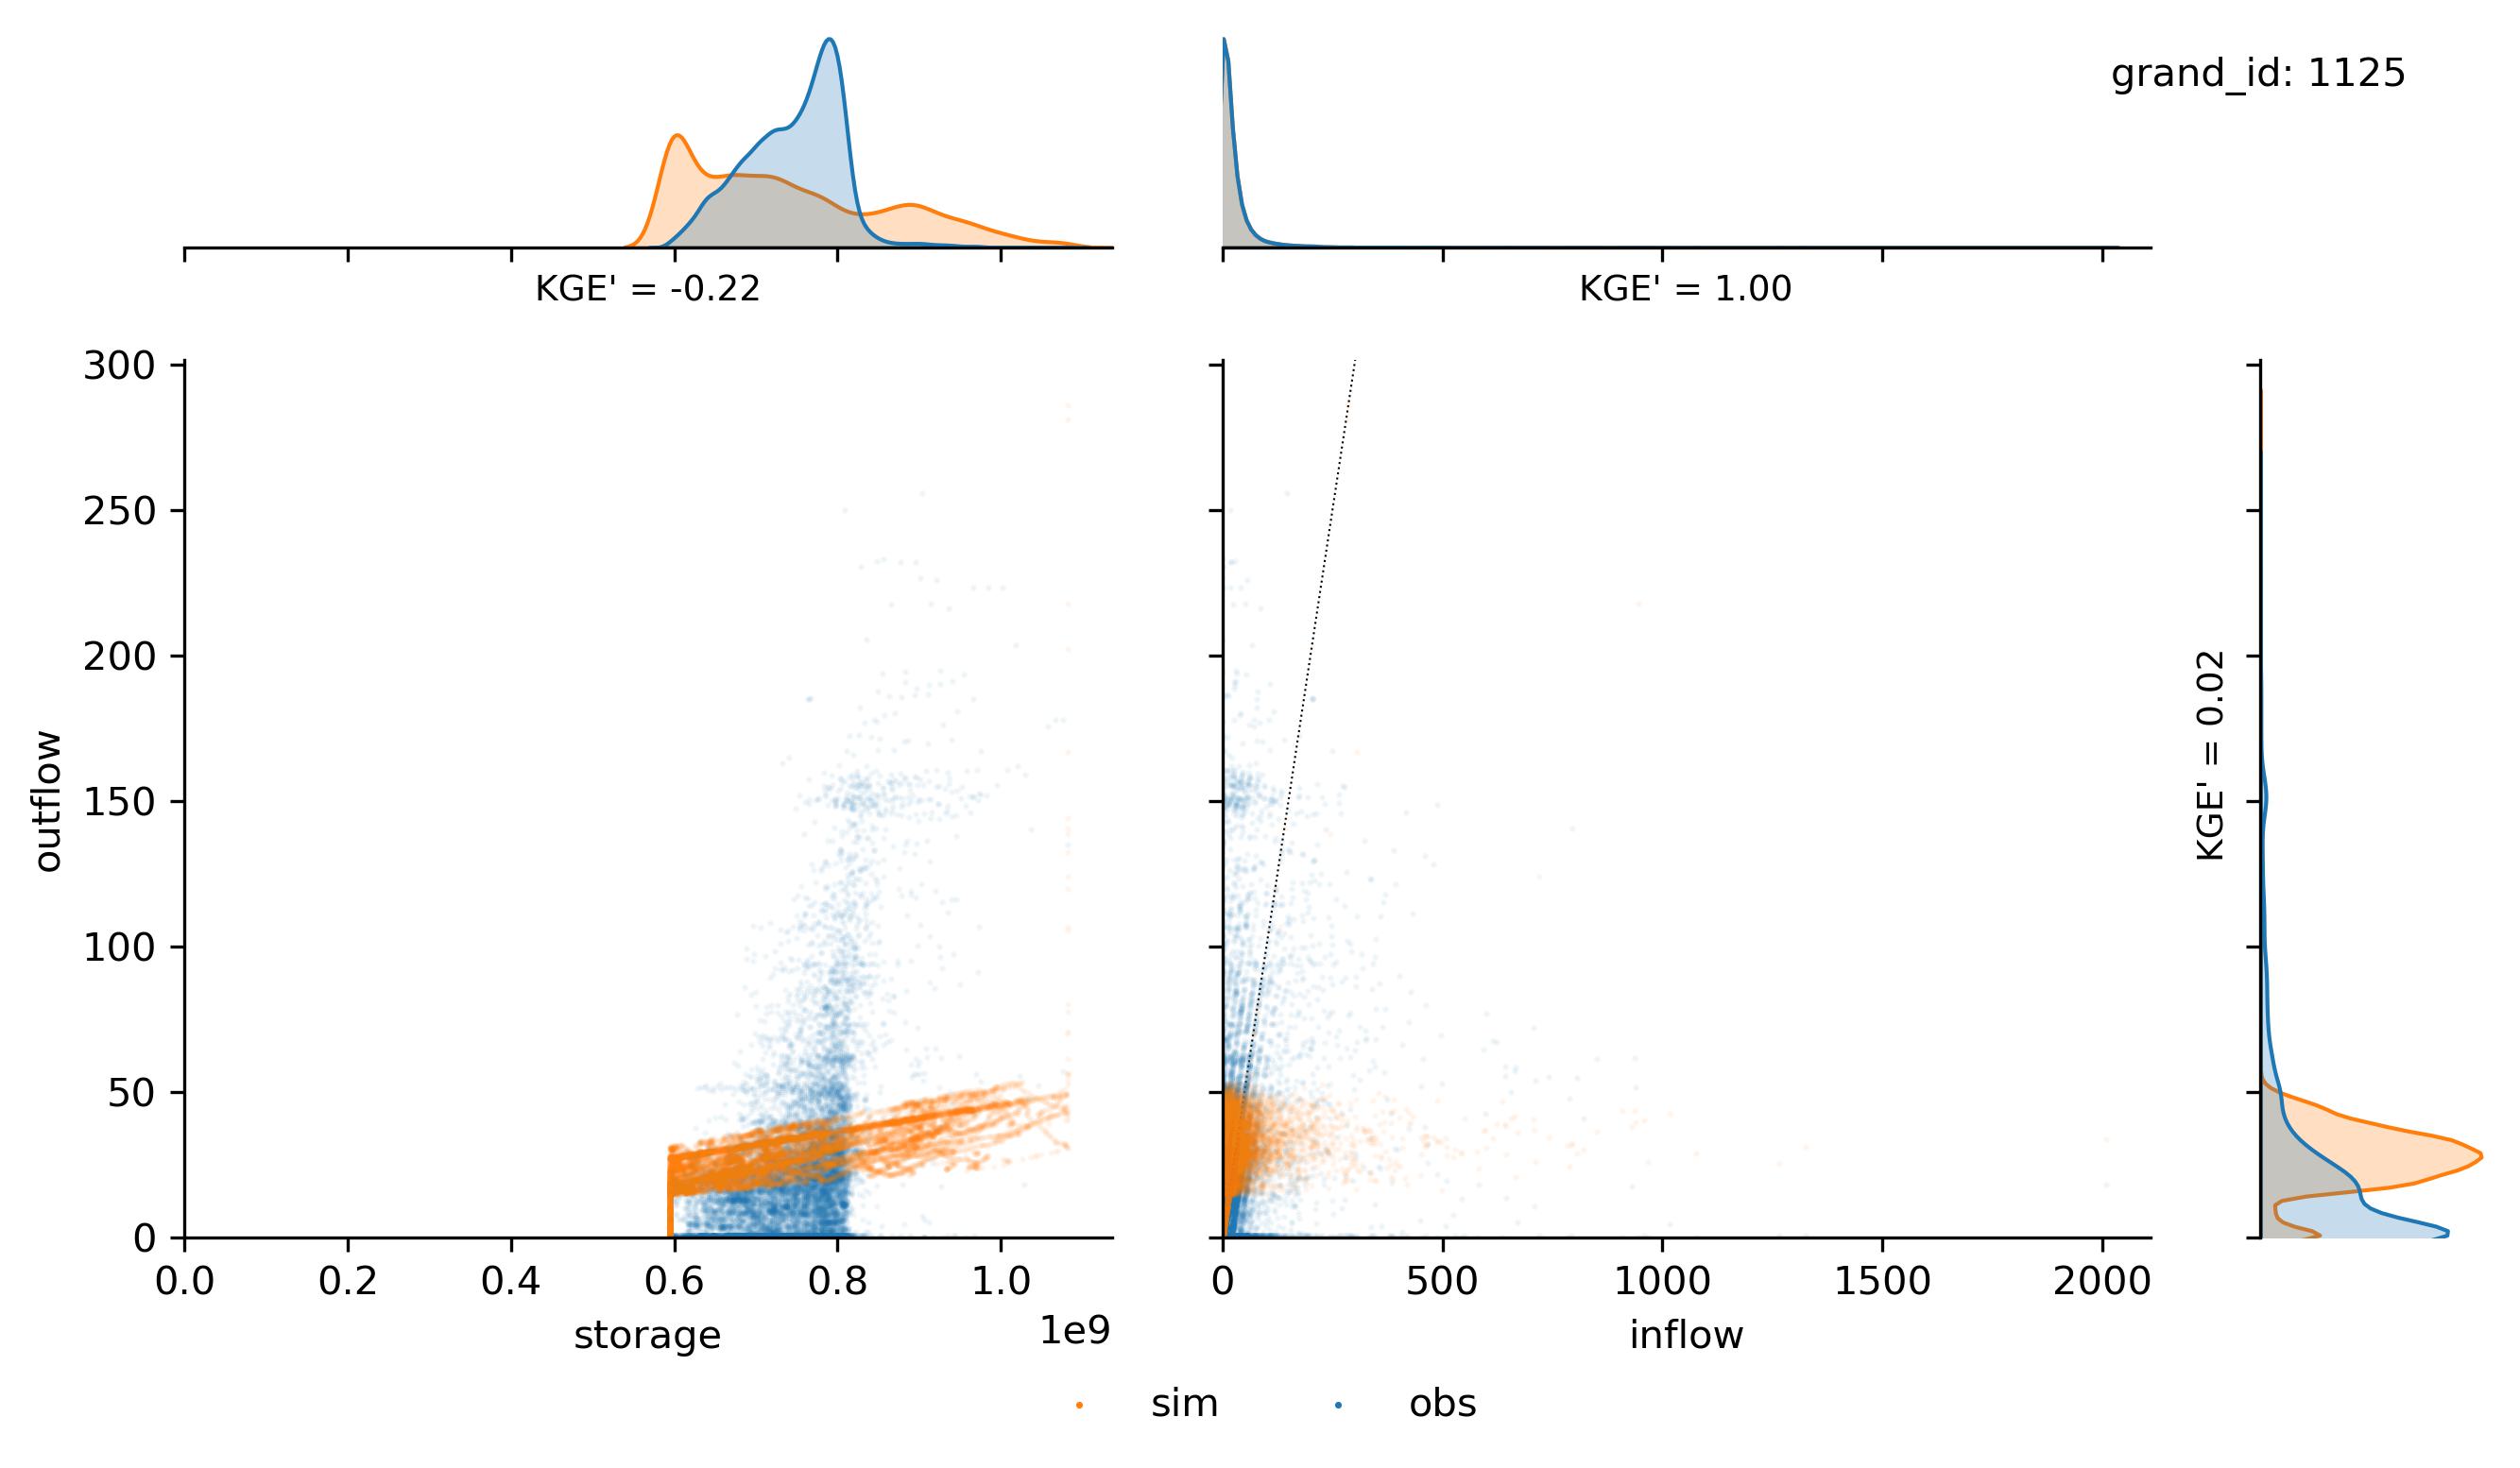 grand_id: 1125
KGE' = -0.22
KGE' = 1.00
300
250
200
150
100
50
0
outflow
KGE' = 0.02
0.0 0.2 0.4 0.6 0.8 1.0
0 500 1000 1500 2000
storage
1e9
inflow
sim obs